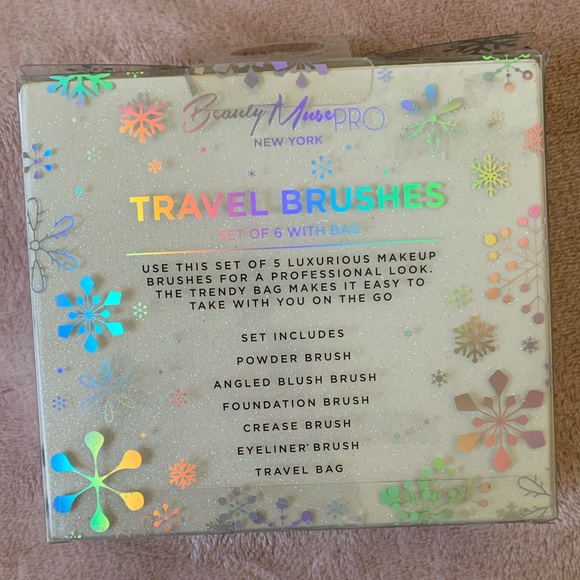 Beauty Muse PRO
NEW YORK
TRAVEL BRUSHES
SET OF 6 WITH BAG
USE THIS SET OF 5 LUXURIOUS MAKEUP
BRUSHES FOR A PROFESSIONAL LOOK.
THE TRENDY BAG MAKES IT EASY TO
TAKE WITH YOU ON THE GO
SET INCLUDES
POWDER BRUSH
ANGLED BLUSH BRUSH
FOUNDATION BRUSH
CREASE BRUSH
EYELINER BRUSH
TRAVEL BAG